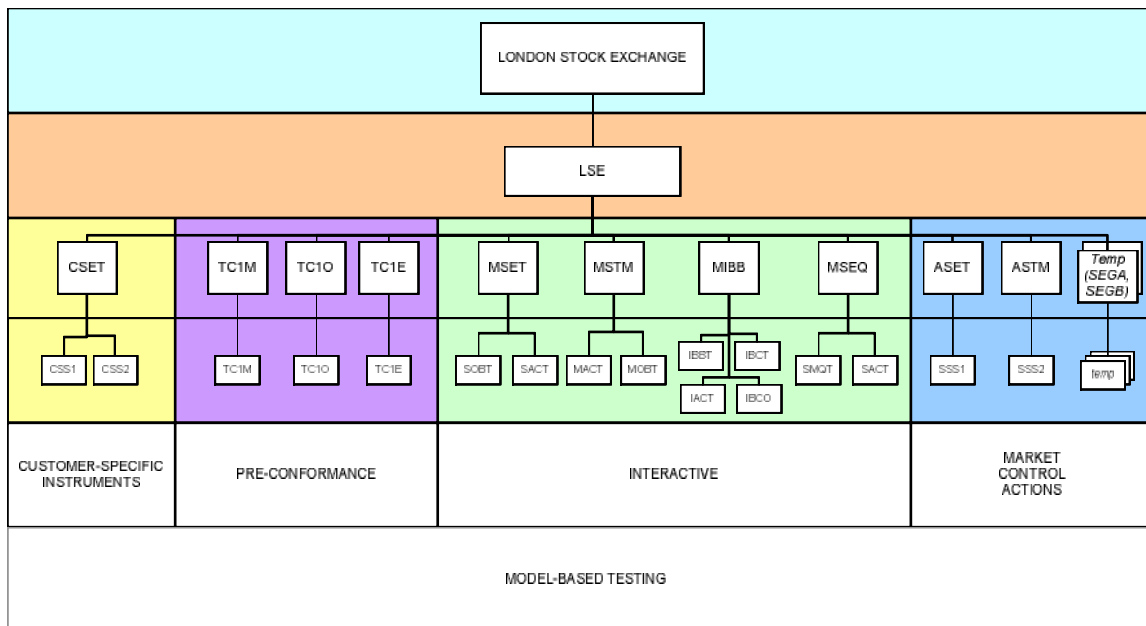 LONDON STOCK EXCHANGE
LSE
CSET
TC1M
TC1O
TC1E
MSET
MSTM
MIBB
MSEQ
ASET
ASTM
Temp
(SEGA,
SEGB)
CSS1
CSS2
TC1M
TC1O
TC1E
SOBT
SACT
MACT
MOBT
IBBT
IBCT
IACT
IBCO
SMQT
SACT
SSS1
SSS2
temp
CUSTOMER-SPECIFIC
INSTRUMENTS
PRE-CONFORMANCE
INTERACTIVE
MARKET
CONTROL
ACTIONS
MODEL-BASED TESTING